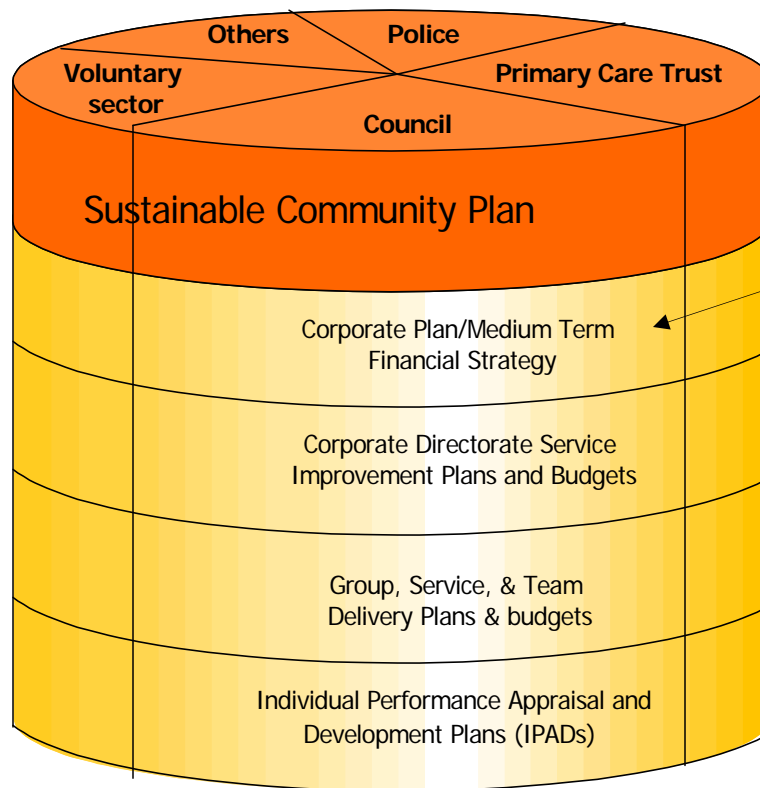 Others
Police
Voluntary
sector
Primary Care Trust
Council
Sustainable Community Plan
Corporate Plan/Medium Term
Financial Strategy
Corporate Directorate Service
Improvement Plans and Budgets
Group, Service, & Team
Delivery Plans & budgets
Individual Performance Appraisal and
Development Plans (IPADs)